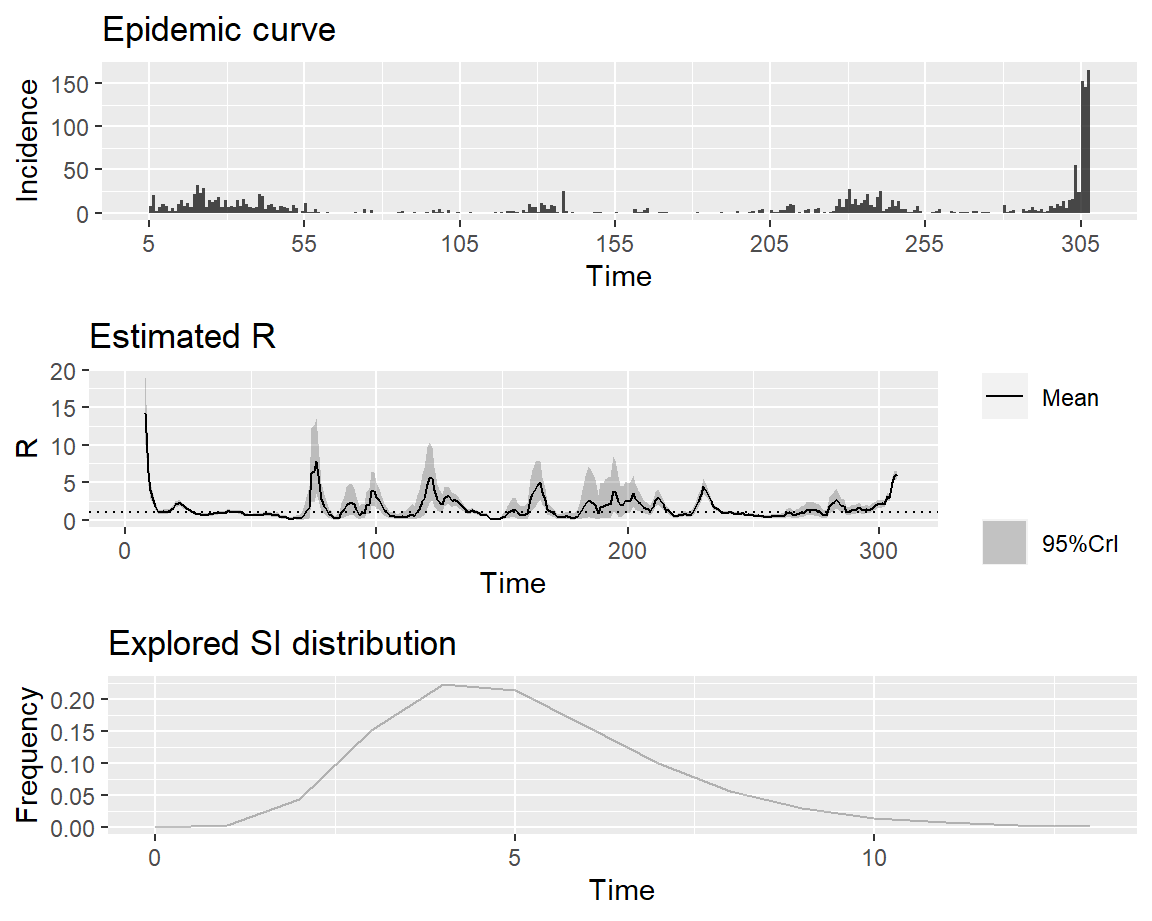 Epidemic curve
Incidence
150
100
50
0
5 55 105 155 205 255 305
Time
Estimated R
R
20
15
10
5
0
0 100 200 300
Time
Mean
95%CrI
Explored SI distribution
Frequency
0.20
0.15
0.10
0.05
0.00
0 5 10
Time